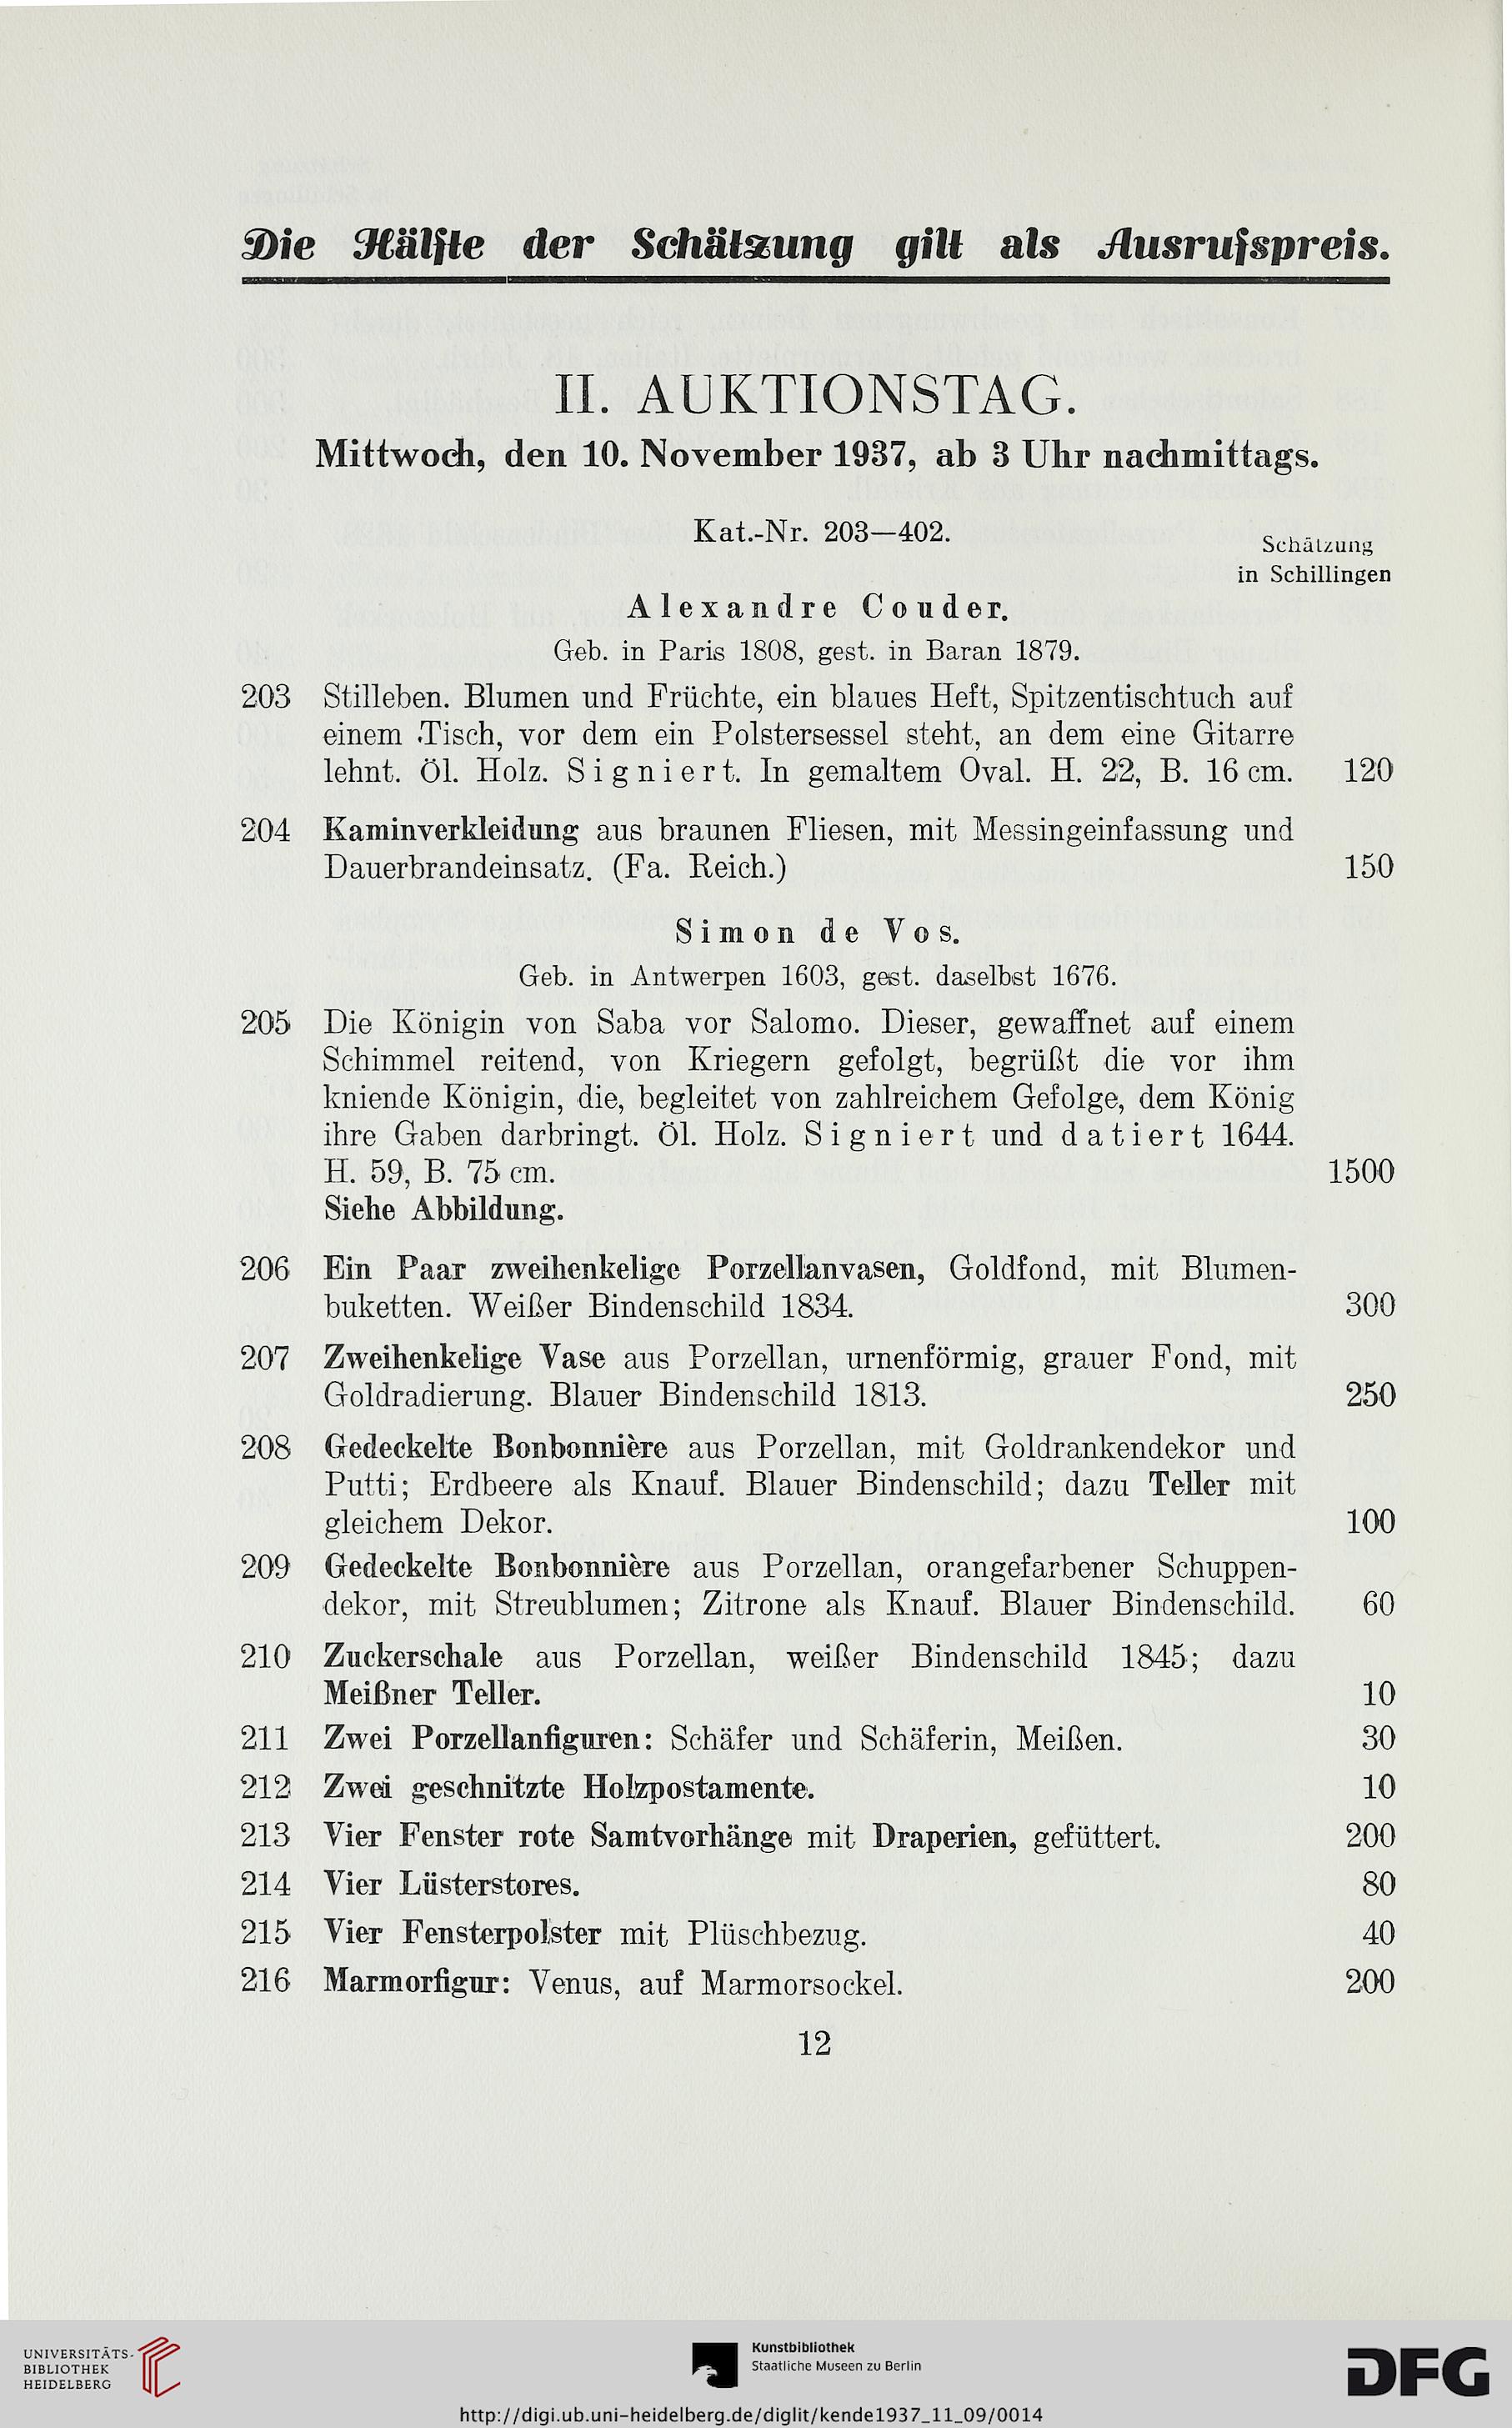 Die Hälfte der Schätzung gilt als Ausrufspreis.
II. AUKTIONSTAG.
Mittwoch, den 10. November 1937, ab 3 Uhr nachmittags.
Kat.-Nr. 203—402.
Schätzung
in Schillingen
Alexandre Couder.
Geb. in Paris 1808, gest. in Baran 1879.
203 Stilleben. Blumen und Früchte, ein blaues Heft, Spitzentischtuch auf
einem Tisch, vor dem ein Polstersessel steht, an dem eine Gitarre
lehnt. Öl. Holz. Signiert. In gemaltem Oval. H. 22, B. 16 cm. 120
204 Kaminverkleidung aus braunen Fliesen, mit Messingeinfassung und
Dauerbrandeinsatz. (Fa. Reich.) 150
Simon de Vos.
Geb. in Antwerpen 1603, gest. daselbst 1676.
205 Die Königin von Saba vor Salomo. Dieser, gewaffnet auf einem
Schimmel reitend, von Kriegern gefolgt, begrüßt die vor ihm
kniende Königin, die, begleitet von zahlreichem Gefolge, dem König
ihre Gaben darbringt. Öl. Holz. Signiert und datiert 1644.
H. 59, B. 75 cm. 1500
Siehe Abbildung.
206 Ein Paar zweihenkelige Porzellanvasen, Goldfond, mit Blumen-
buketten. Weißer Bindenschild 1834. 300
207 Zweihenkelige Vase aus Porzellan, urnenförmig, grauer Fond, mit
Goldradierung. Blauer Bindenschild 1813. 250
208 Gedeckelte Bonbonnière aus Porzellan, mit Goldrankendekor und
Putti; Erdbeere als Knauf. Blauer Bindenschild; dazu Teller mit
gleichem Dekor. 100
209 Gedeckelte Bonbonnière aus Porzellan, orangefarbener Schuppen-
dekor, mit Streublumen; Zitrone als Knauf. Blauer Bindenschild. 60
210 Zuckerschale aus Porzellan, weißer Bindenschild 1845; dazu
Meißner Teller. 10
211 Zwei Porzellanfiguren: Schäfer und Schäferin, Meißen. 30
212 Zwei geschnitzte Holzpostamente. 10
213 Vier Fenster rote Samtvorhänge mit Draperien, gefüttert. 200
214 Vier Lüsterstores. 80
215 Vier Fensterpolster mit Plüschbezug. 40
216 Marmorfigur: Venus, auf Marmorsockel. 200
12
UNIVERSITÄTS-
BIBLIOTHEK
HEIDELBERG
Kunstbibliothek
Staatliche Museen zu Berlin
DFG
http://digi.ub.uni-heidelberg.de/diglit/kende1937_11_09/0014